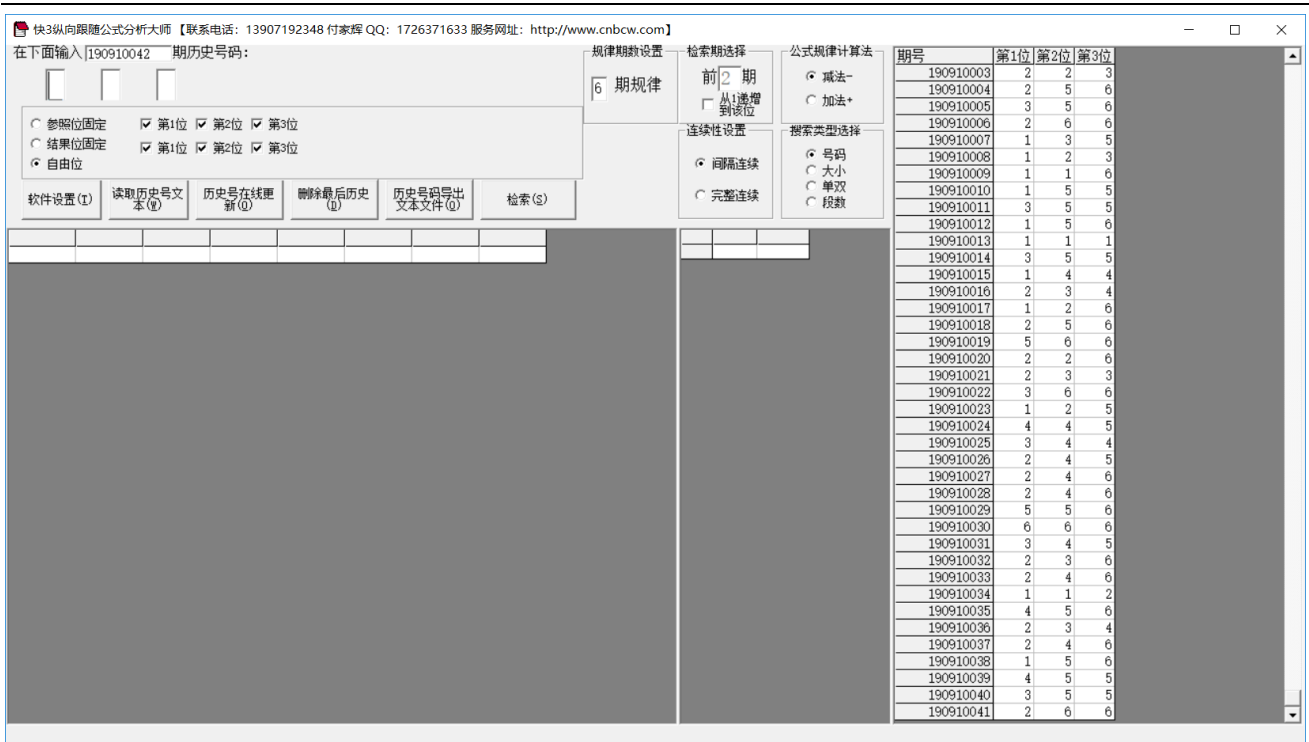 快3纵向跟随公式分析大师 【联系电话：13907192348 付家辉 QQ：1726371633 服务网址：http://www.cnbcw.com】
在下面输入 190910042 期历史号码：
参照位固定 第1位 第2位 第3位
结果位固定 第1位 第2位 第3位
自由位
软件设置(I) 读取历史号文本(W) 历史号在线更新(Q) 删除最后历史(D) 历史号码导出文本文件(O) 检索(S)
规律期数设置
6 期规律
检索期选择
前 2 期
从1递增到该位
公式规律计算法
减法-
加法+
连续性设置
间隔连续
完整连续
搜索类型选择
号码
大小
单双
段数
期号 第1位 第2位 第3位
190910003 2 2 3
190910004 2 5 6
190910005 3 5 6
190910006 2 6 6
190910007 1 3 5
190910008 1 2 3
190910009 1 1 6
190910010 1 5 5
190910011 3 5 5
190910012 1 5 6
190910013 1 1 1
190910014 3 5 5
190910015 1 4 4
190910016 2 3 4
190910017 1 2 6
190910018 2 5 6
190910019 5 6 6
190910020 2 2 6
190910021 2 3 3
190910022 3 6 6
190910023 1 2 5
190910024 4 4 5
190910025 3 4 4
190910026 2 4 5
190910027 2 4 6
190910028 2 4 6
190910029 5 5 6
190910030 6 6 6
190910031 3 4 5
190910032 2 3 6
190910033 2 4 6
190910034 1 1 2
190910035 4 5 6
190910036 2 3 4
190910037 2 4 6
190910038 1 5 6
190910039 4 5 5
190910040 3 5 5
190910041 2 6 6